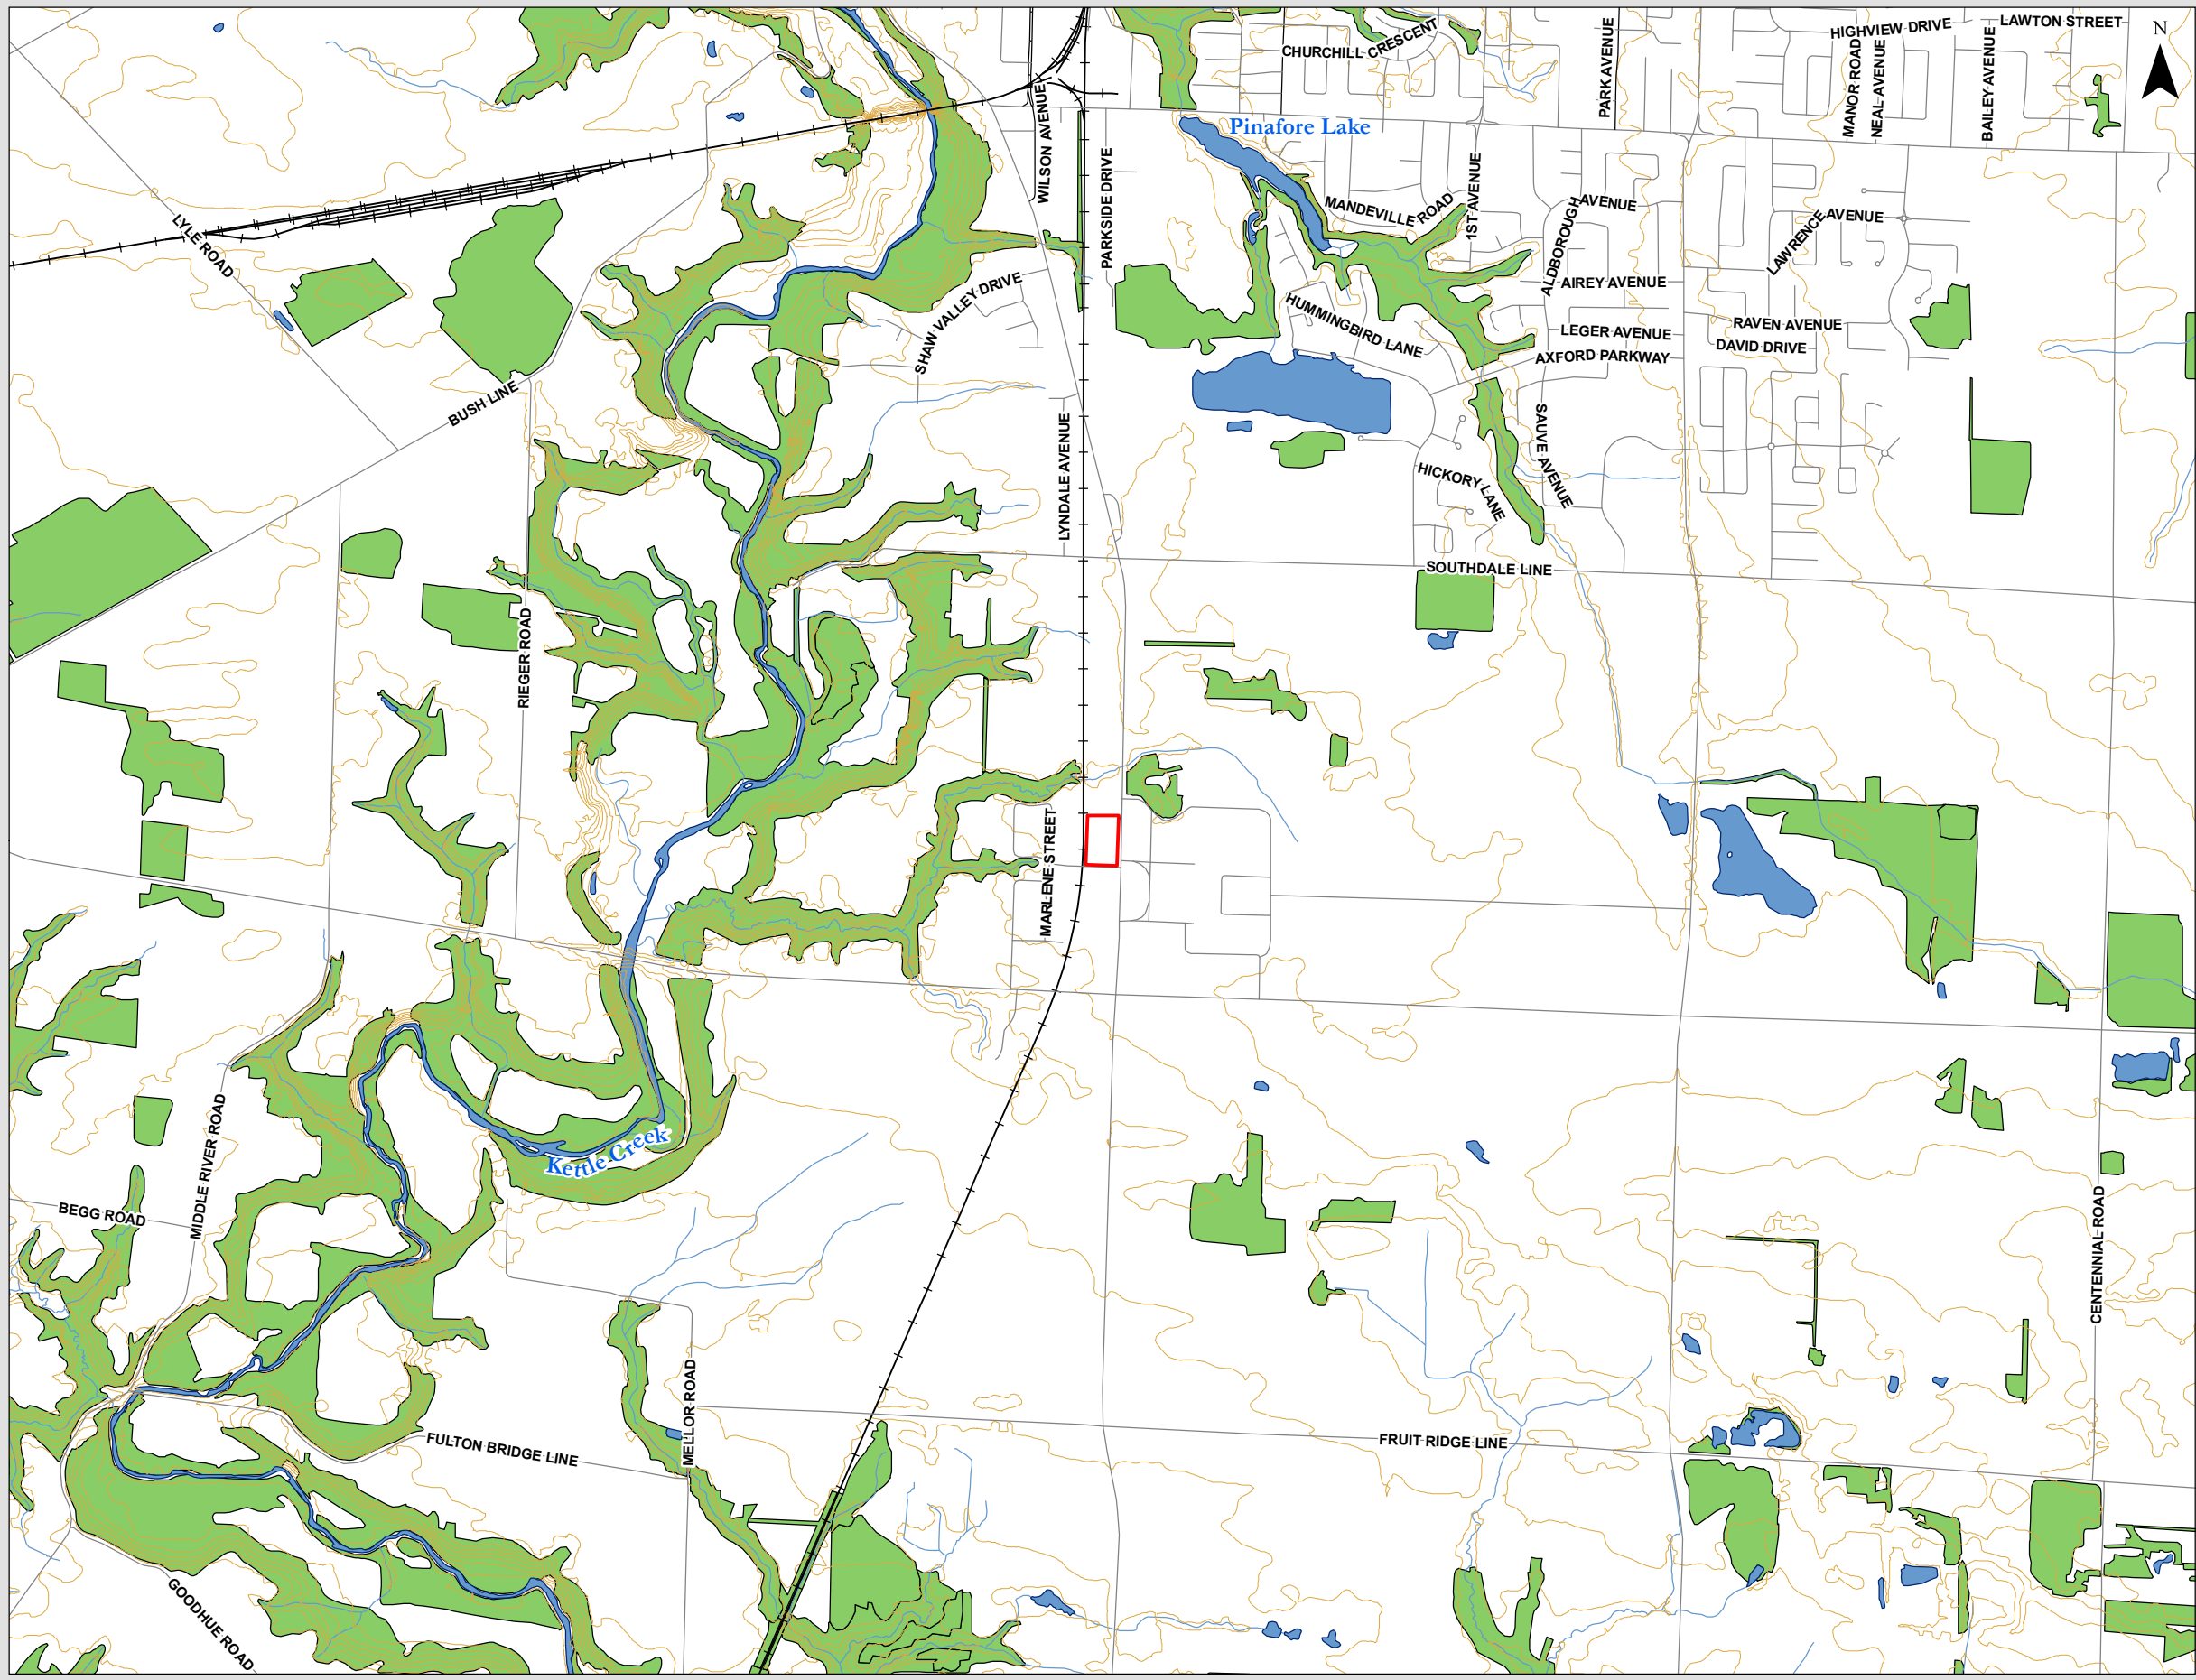 LAWTON STREET
HIGHVIEW DRIVE
N
CHURCHILL CRESCENT
PARK AVENUE
MANOR ROAD
NEAL AVENUE
BAILEY AVENUE
Pinafore Lake
WILSON AVENUE
PARKSIDE DRIVE
1ST AVENUE
MANDEVILLE ROAD
AVENUE
ALDBOROUGH
LAWRENCE
AVENUE
LYLE ROAD
AIREY AVENUE
SHAW VALLEY DRIVE
HUMMINGBIRD LANE
RAVEN AVENUE
LEGER AVENUE
DAVID DRIVE
AXFORD PARKWAY
BUSH LINE
SAUVE AVENUE
LYNDALE AVENUE
HICKORY LANE
SOUTHDALE LINE
RIEGER ROAD
MARLENE STREET
MIDDLE RIVER ROAD
Kettle Creek
BEGG ROAD
CENTENNIAL ROAD
MELLOR ROAD
FULTON BRIDGE LINE
FRUIT RIDGE LINE
GOODHUE ROAD